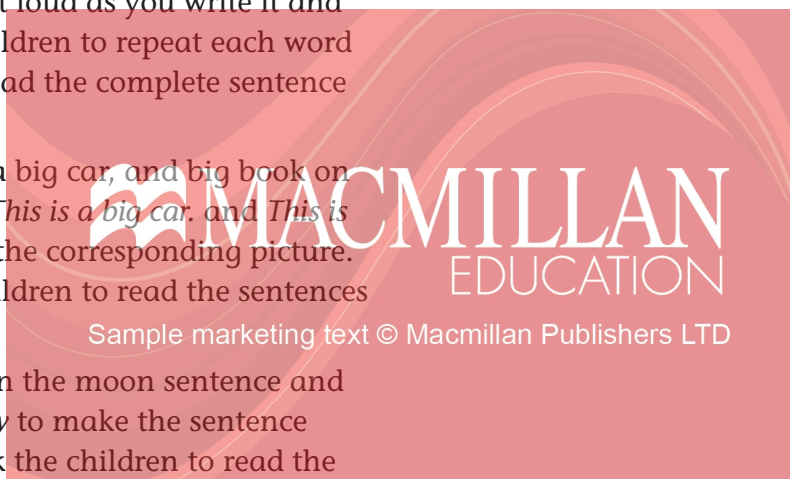 loud as you write it and
ldren to repeat each word
ad the complete sentence
a big car, and big book on
This is a big car. and This is
the corresponding picture.
ldren to read the sentences
MACMILLAN
EDUCATION
Sample marketing text © Macmillan Publishers LTD
n the moon sentence and
to make the sentence
the children to read the